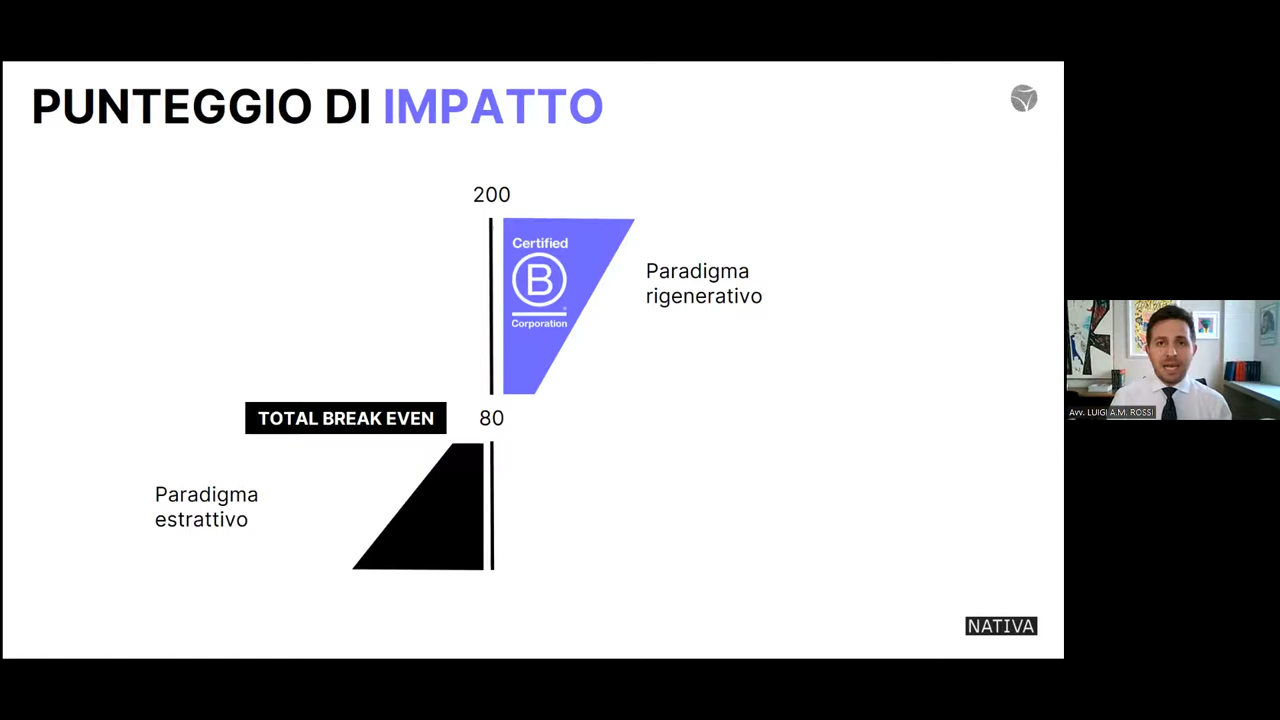 PUNTEGGIO DI IMPATTO
200
Certified
B
Corporation
Paradigma
rigenerativo
TOTAL BREAK EVEN
80
Paradigma
estrattivo
NATIVA
Avv. LUIGI A.M. ROSSI